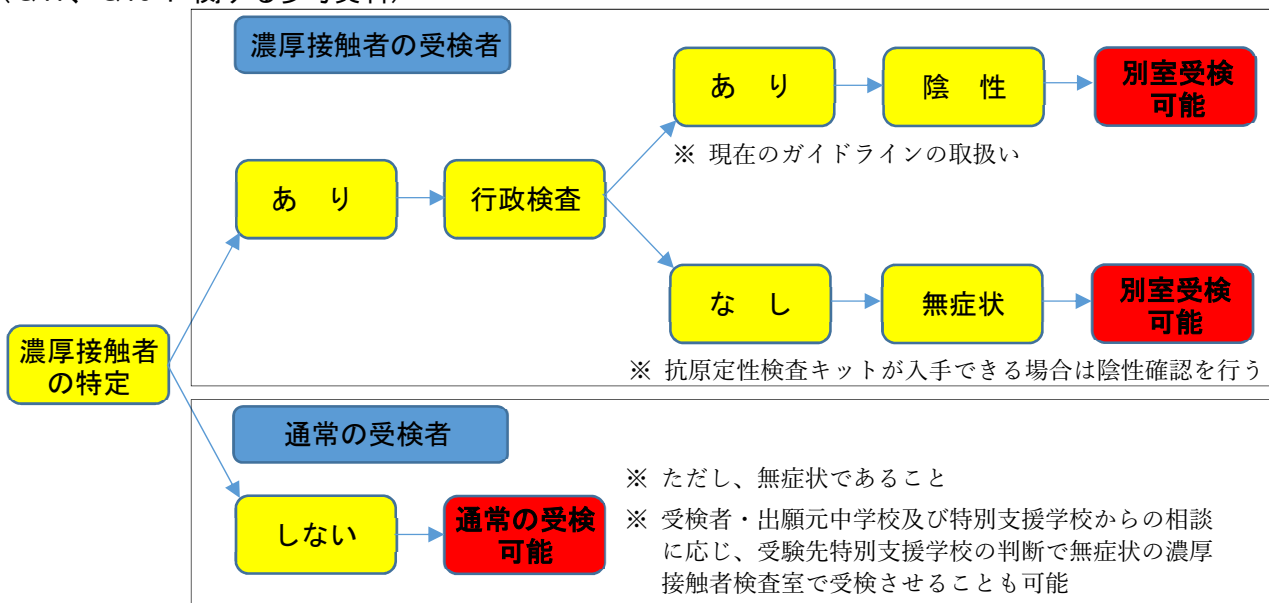 濃厚接触者の受検者
あ り
陰 性
別室受検
可能
※ 現在のガイドラインの取扱い
あ り
行政検査
な し
無症状
別室受検
可能
※ 抗原定性検査キットが入手できる場合は陰性確認を行う
濃厚接触者
の特定
通常の受検者
しない
通常の受検
可能
※ ただし、無症状であること
※ 受検者・出願元中学校及び特別支援学校からの相談
に応じ、受験先特別支援学校の判断で無症状の濃厚
接触者検査室で受検させることも可能